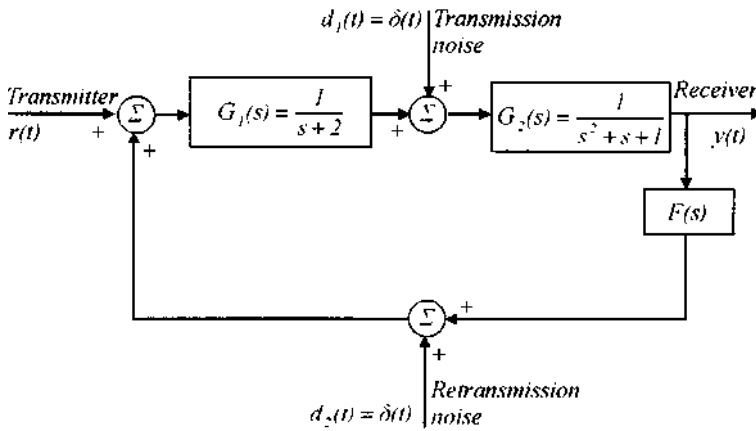 d₁(t) = δ(t) Transmission
noise
+
Transmitter
r(t)
+
Σ
+
G₁(s) = 1/(s + 2)
+
Σ
G₂(s) = 1/(s² + s + 1)
Receiver
y(t)
F(s)
Σ
+
+
Retransmission
d₂(t) = δ(t) noise